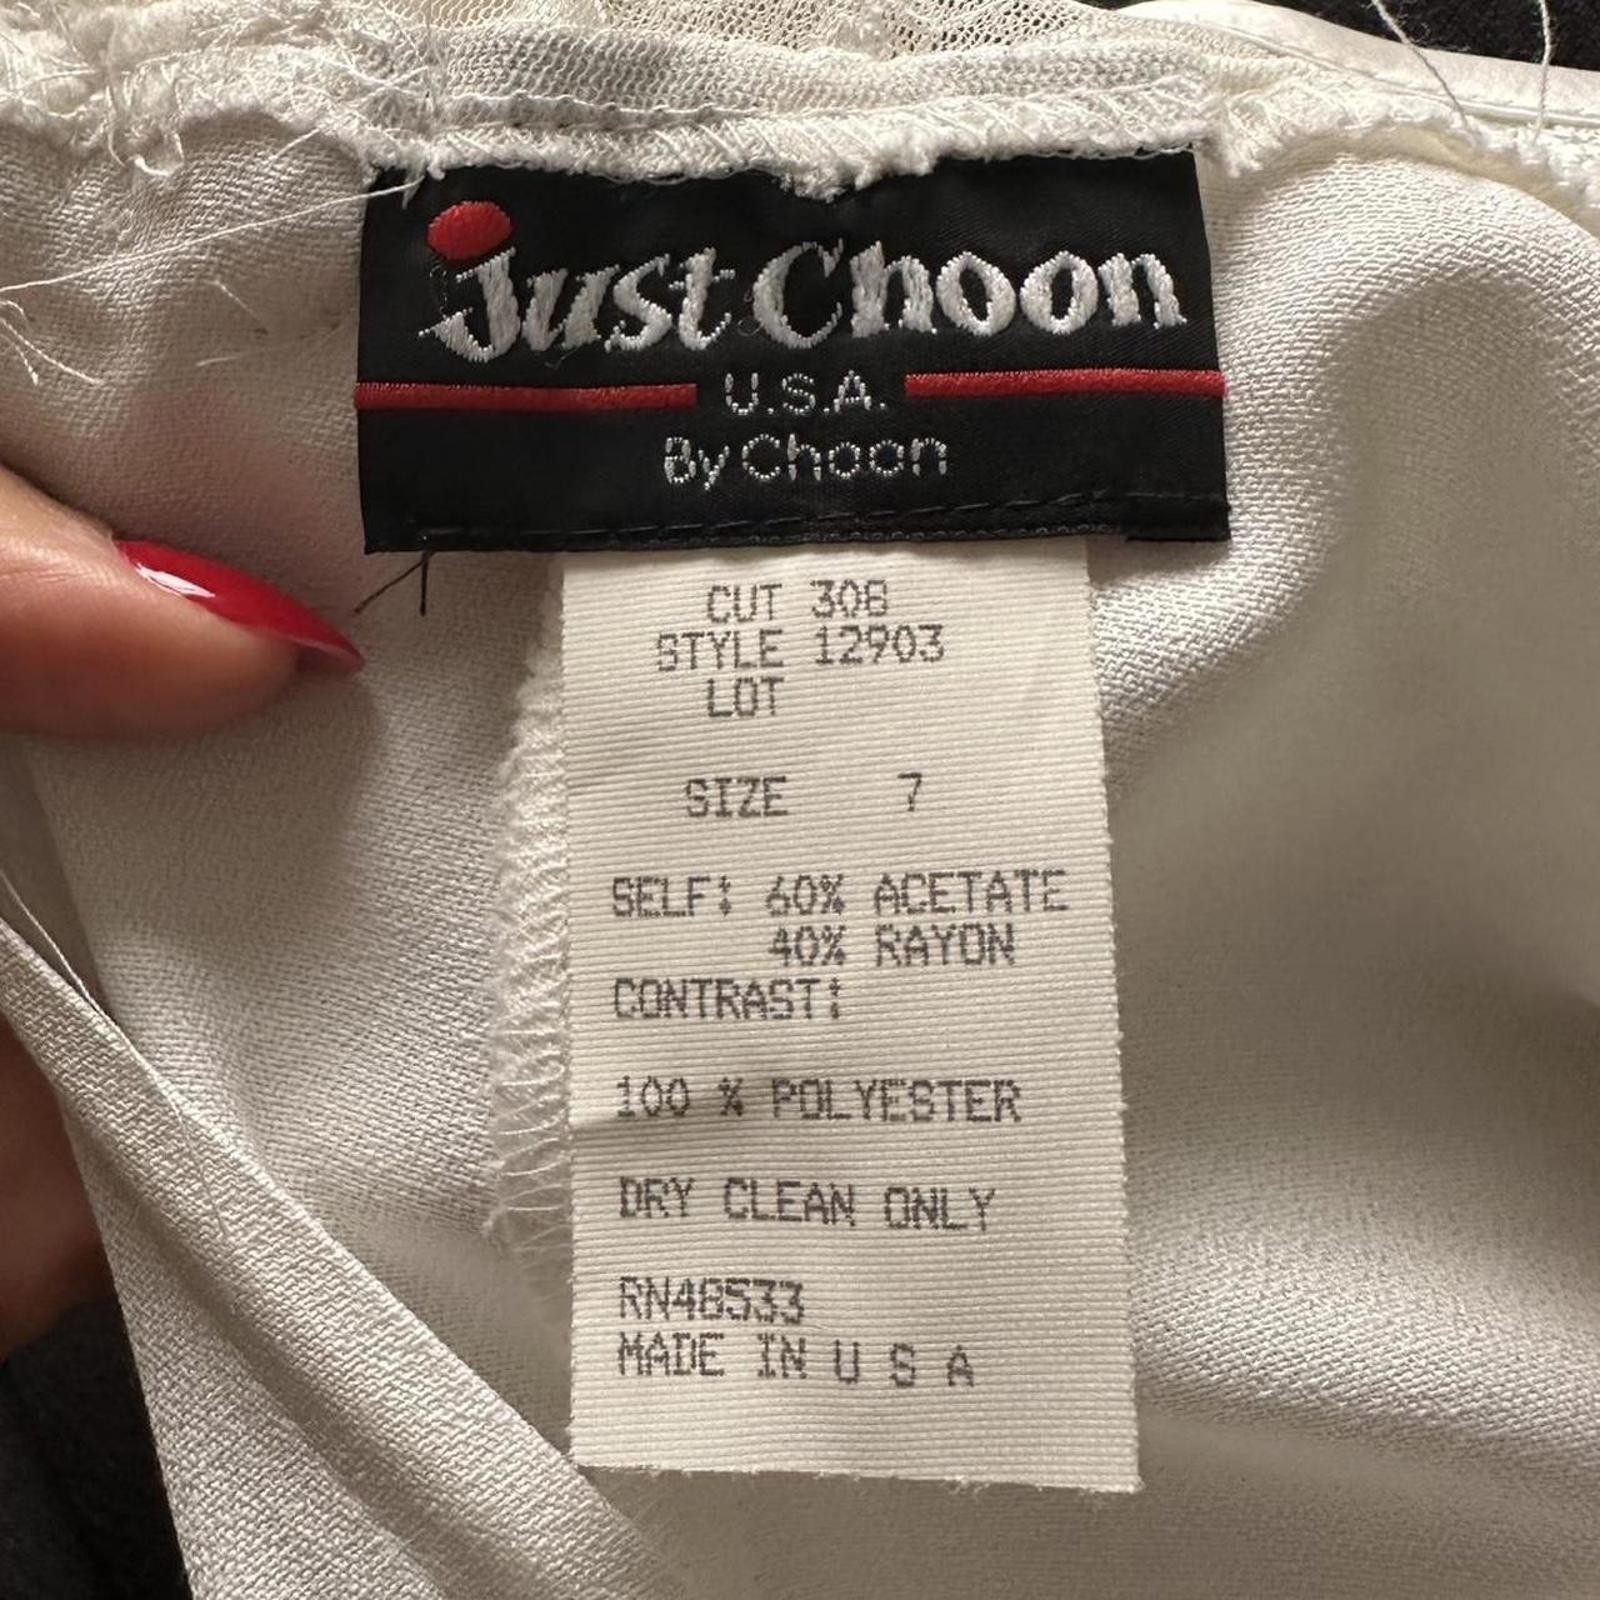 Just Choon
U.S.A.
By Choon
CUT 308
STYLE 12903
LOT
SIZE 7
SELF: 60% ACETATE
40% RAYON
CONTRAST:
100 % POLYESTER
DRY CLEAN ONLY
RN48533
MADE IN U S A